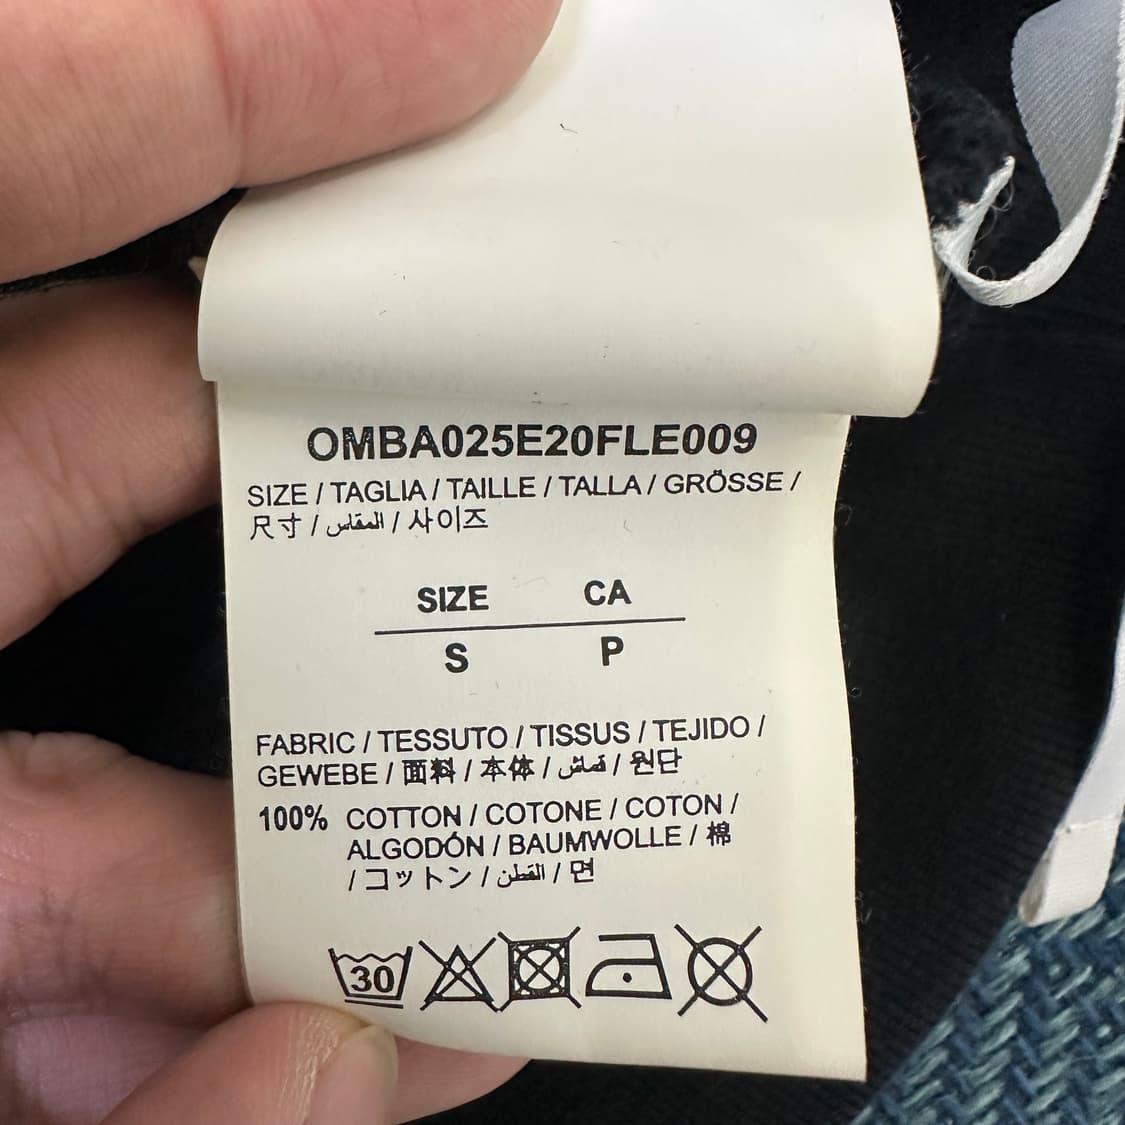 OMBA025E20FLE009
SIZE / TAGLIA / TAILLE / TALLA / GRÖSSE /
尺寸 / المقاس / 사이즈
SIZE CA
S P
FABRIC / TESSUTO / TISSUS / TEJIDO /
GEWEBE / 面料 / 本体 / قماش / 원단
100% COTTON / COTONE / COTON /
ALGODÓN / BAUMWOLLE / 棉
/ コットン / القطن / 면
30